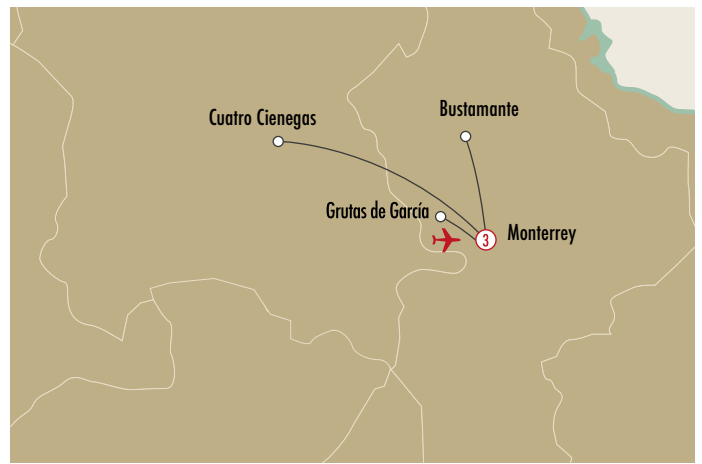 Bustamante
Cuatro Cienegas
Grutas de García
3
Monterrey